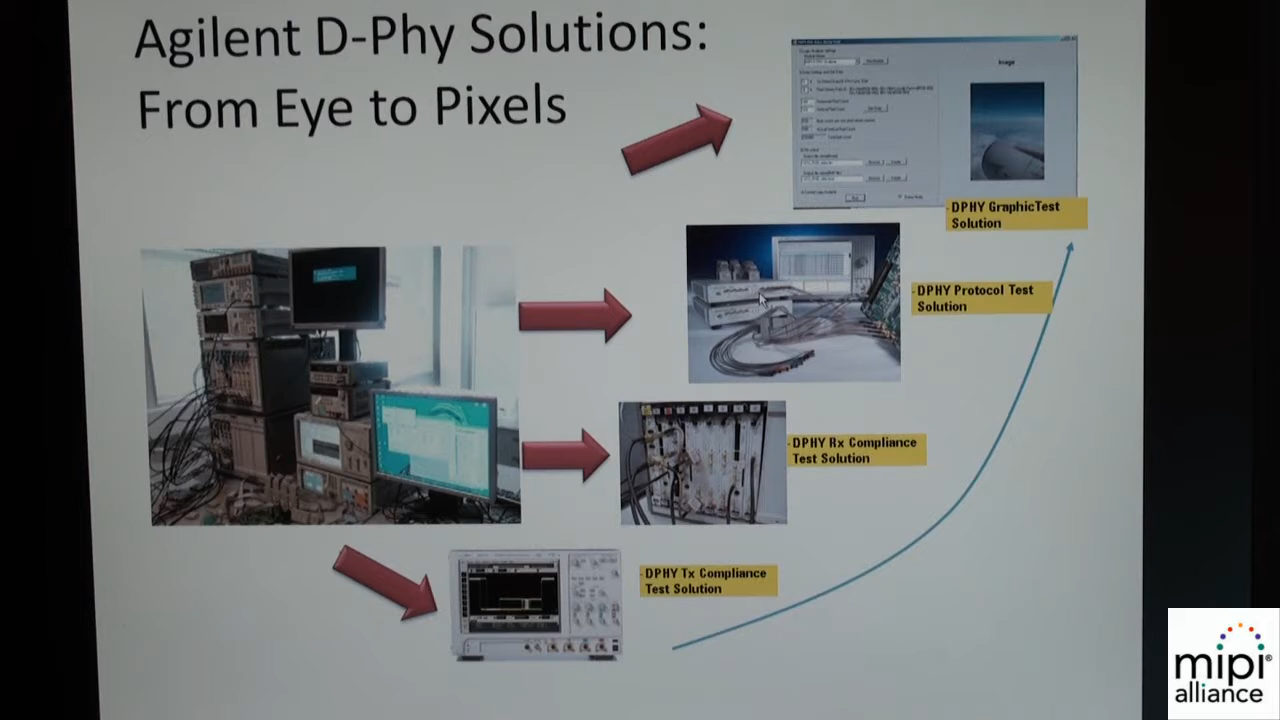 Agilent D-Phy Solutions:
From Eye to Pixels
Image
- DPHY GraphicTest
Solution
- DPHY Protocol Test
Solution
- DPHY Rx Compliance
Test Solution
- DPHY Tx Compliance
Test Solution
mipi®
alliance